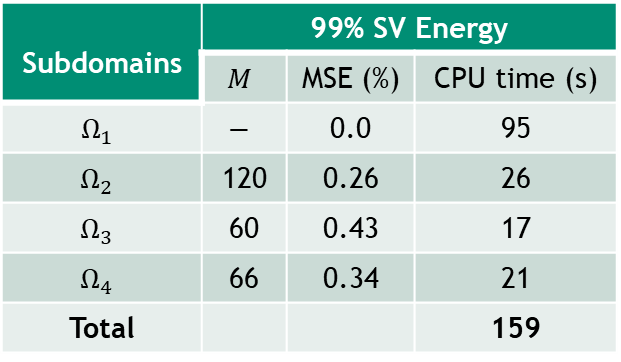 Subdomains 99% SV Energy
M MSE (%) CPU time (s)
Ω₁ – 0.0 95
Ω₂ 120 0.26 26
Ω₃ 60 0.43 17
Ω₄ 66 0.34 21
Total 159